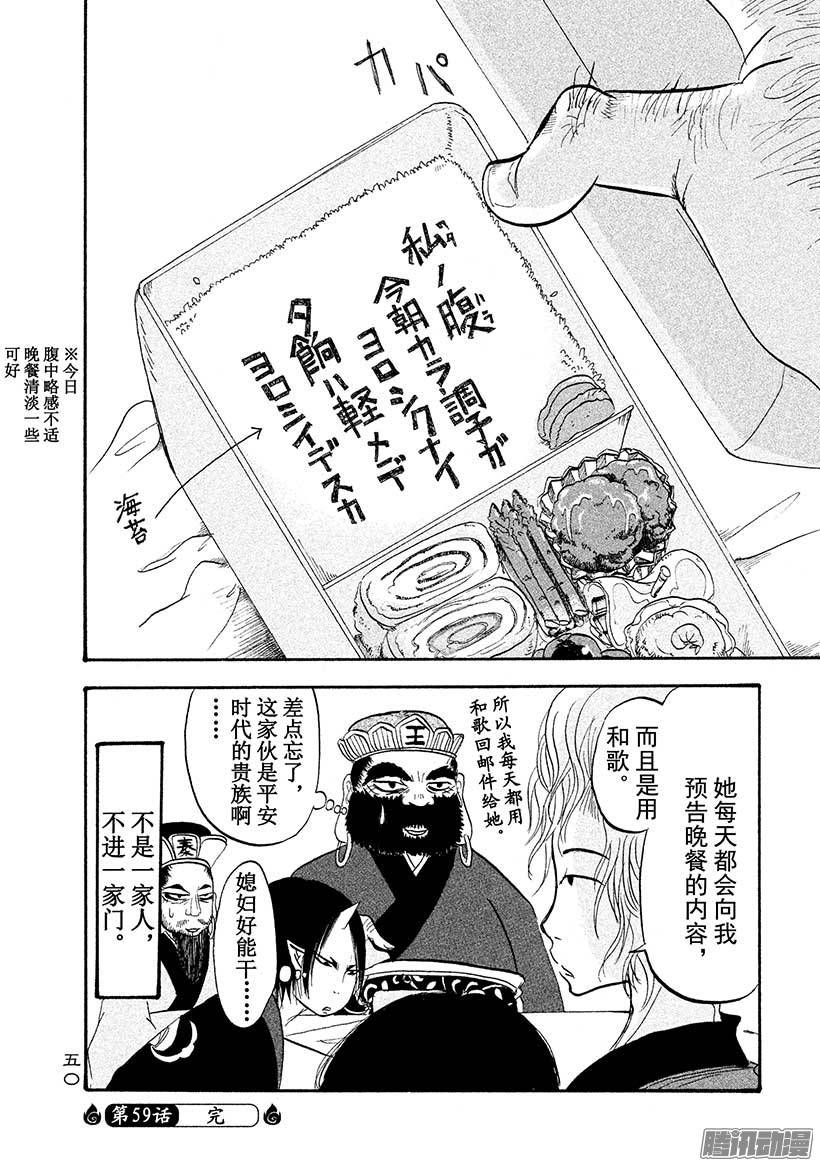 カパ
私ノ腹
今朝カラ調子ガ
ヨロシクナイ
夕餉ハ軽メデ
ヨロシイデスカ
海苔
※今日
腹中略感不适
晚餐清淡一些
可好
她每天都会向我
预告晚餐的内容,
而且是用
和歌。
所以我每天都用
和歌回邮件给她。
王
差点忘了,
这家伙是平安
时代的贵族啊
……
媳妇好能干……
秦
不是一家人,
不进一家门。
五〇
第59话 完
腾讯动漫